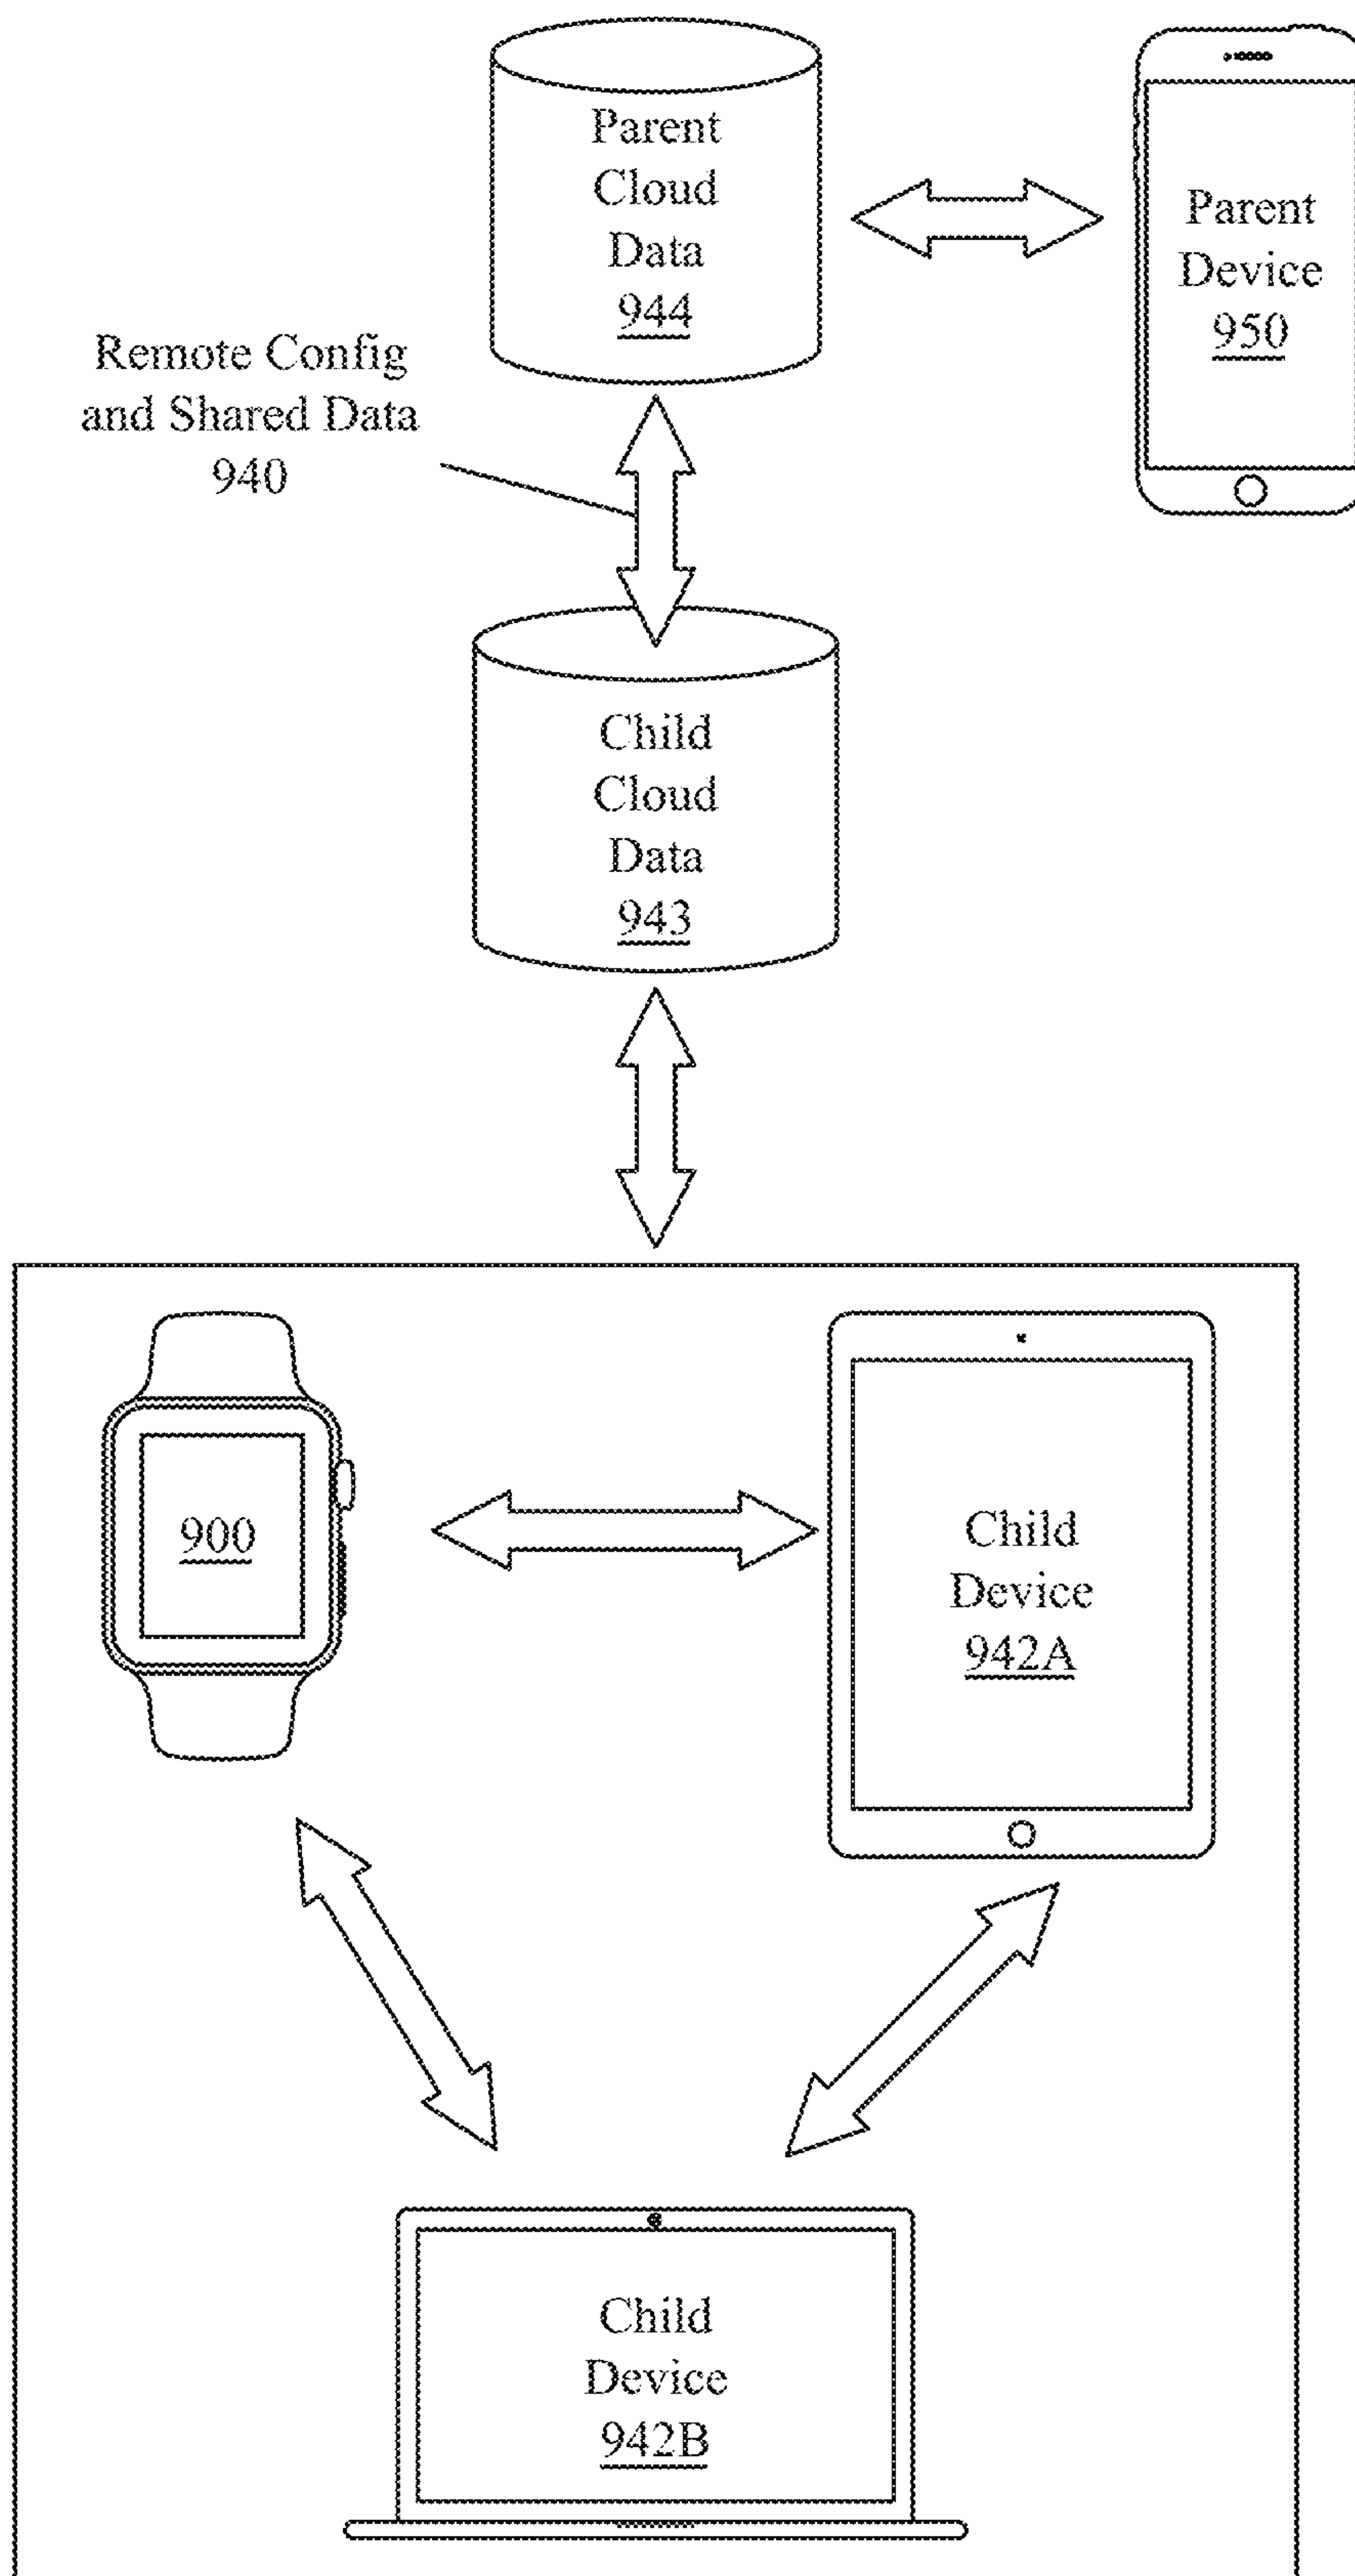 Parent
Cloud
Data
944
Parent
Device
950
Remote Config
and Shared Data
940
Child
Cloud
Data
943
900
Child
Device
942A
Child
Device
942B